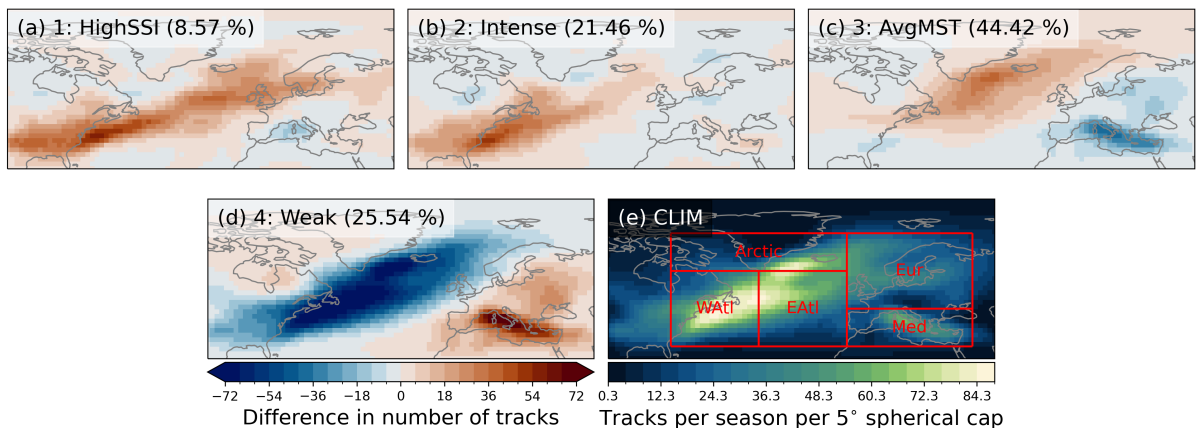 (a) 1: HighSSI (8.57 %)
(b) 2: Intense (21.46 %)
(c) 3: AvgMST (44.42 %)
(d) 4: Weak (25.54 %)
(e) CLIM
Arctic
Eur
WAtl
EAtl
Med
−72 −54 −36 −18 0 18 36 54 72
Difference in number of tracks
0.3 12.3 24.3 36.3 48.3 60.3 72.3 84.3
Tracks per season per 5° spherical cap